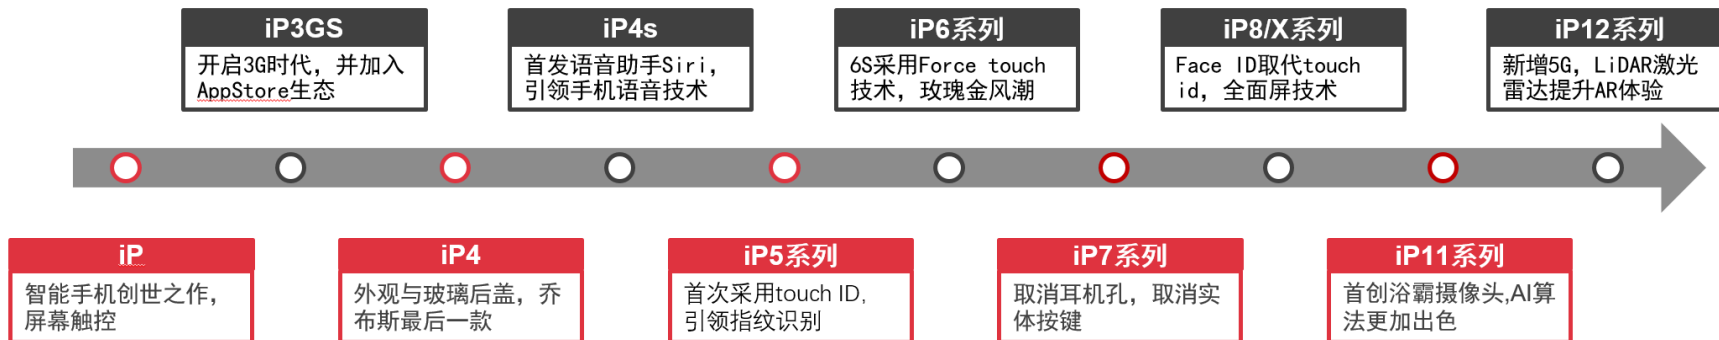 iP3GS
开启3G时代，并加入
AppStore生态
iP4s
首发语音助手Siri，
引领手机语音技术
iP6系列
6S采用Force touch
技术，玫瑰金风潮
iP8/X系列
Face ID取代touch
id，全面屏技术
iP12系列
新增5G，LiDAR激光
雷达提升AR体验
iP
智能手机创世之作，
屏幕触控
iP4
外观与玻璃后盖，乔
布斯最后一款
iP5系列
首次采用touch ID，
引领指纹识别
iP7系列
取消耳机孔，取消实
体按键
iP11系列
首创浴霸摄像头,AI算
法更加出色